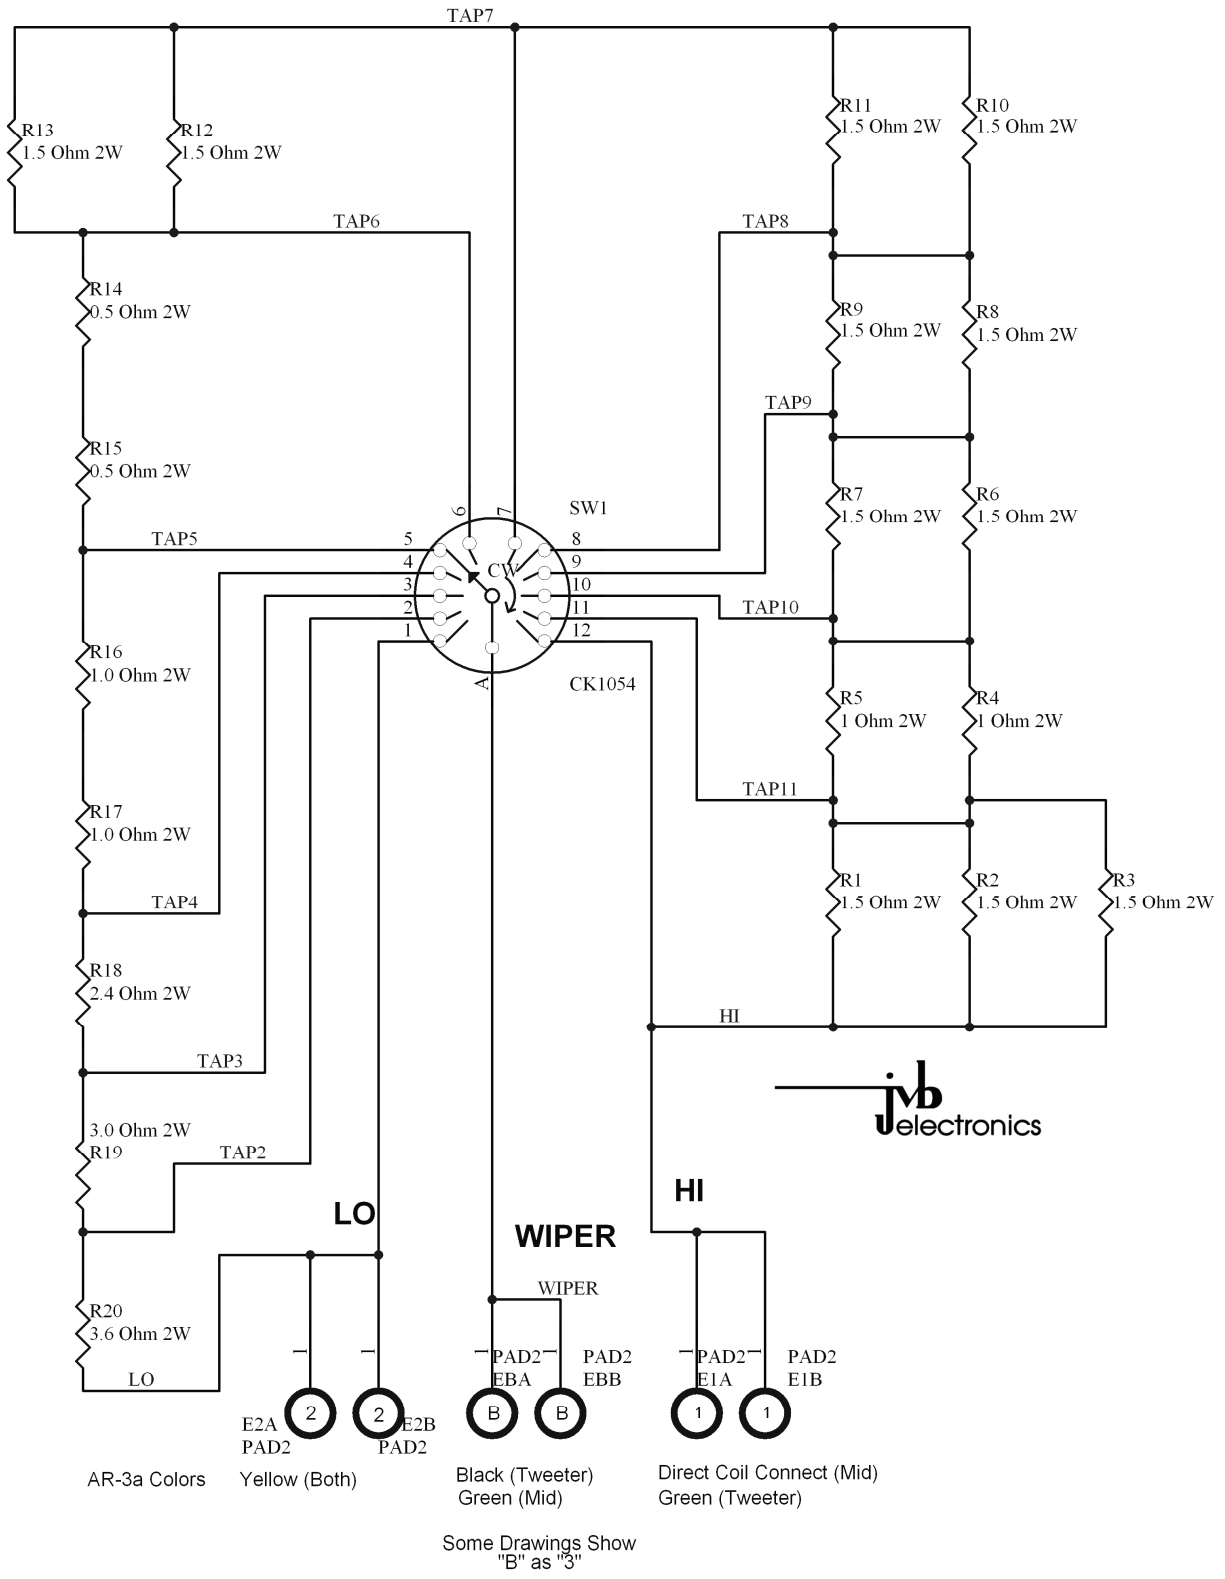 TAP7
R13
1.5 Ohm 2W
R12
1.5 Ohm 2W
R11
1.5 Ohm 2W
R10
1.5 Ohm 2W
TAP6
TAP8
R14
0.5 Ohm 2W
R9
1.5 Ohm 2W
R8
1.5 Ohm 2W
TAP9
R15
0.5 Ohm 2W
R7
1.5 Ohm 2W
R6
1.5 Ohm 2W
6
7
SW1
TAP5
5
8
4
9
CW
3
10
2
11
1
12
TAP10
A
CK1054
R16
1.0 Ohm 2W
R5
1 Ohm 2W
R4
1 Ohm 2W
TAP11
R17
1.0 Ohm 2W
TAP4
R1
1.5 Ohm 2W
R2
1.5 Ohm 2W
R3
1.5 Ohm 2W
R18
2.4 Ohm 2W
HI
TAP3
jvb
electronics
3.0 Ohm 2W
R19
TAP2
LO
HI
WIPER
WIPER
R20
3.6 Ohm 2W
LO
1
1
1
1
1
1
PAD2
EBA
PAD2
EBB
PAD2
E1A
PAD2
E1B
2
2
B
B
1
1
E2A
PAD2
E2B
PAD2
AR-3a Colors
Yellow (Both)
Black (Tweeter)
Green (Mid)
Direct Coil Connect (Mid)
Green (Tweeter)
Some Drawings Show
"B" as "3"